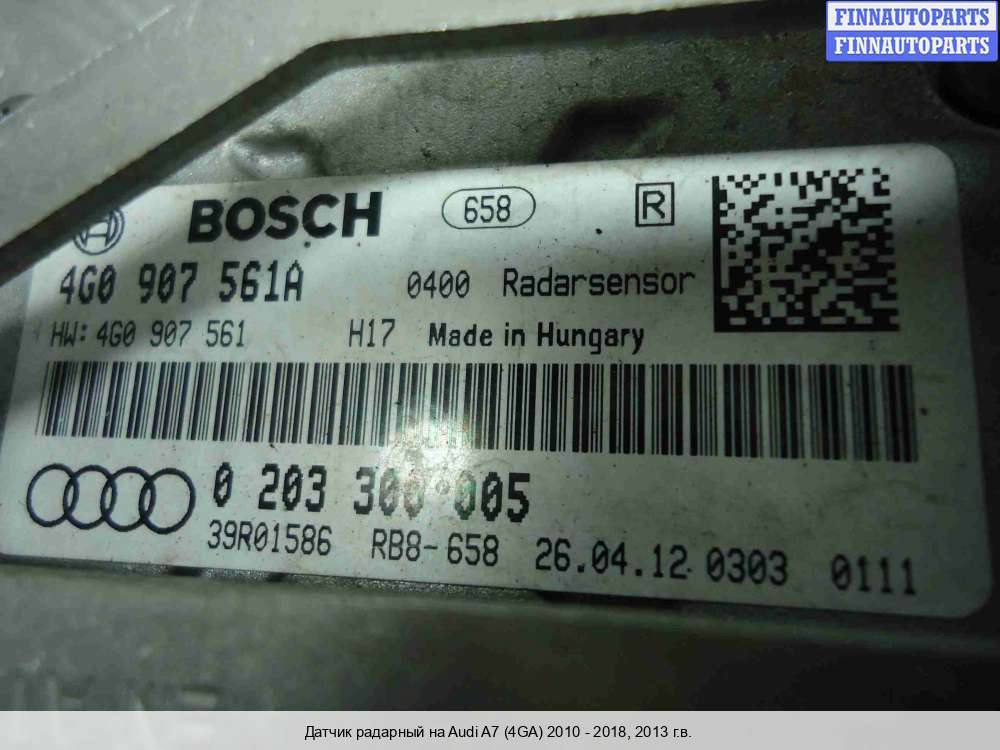 FINNAUTOPARTS
FINNAUTOPARTS
BOSCH 658 R
4G0 907 561A 0400 Radarsensor
HW: 4G0 907 561 H17 Made in Hungary
0 203 300 005
39R01586 RB8-658 26.04.12 0303 0111
Датчик радарный на Audi A7 (4GA) 2010 - 2018, 2013 г.в.